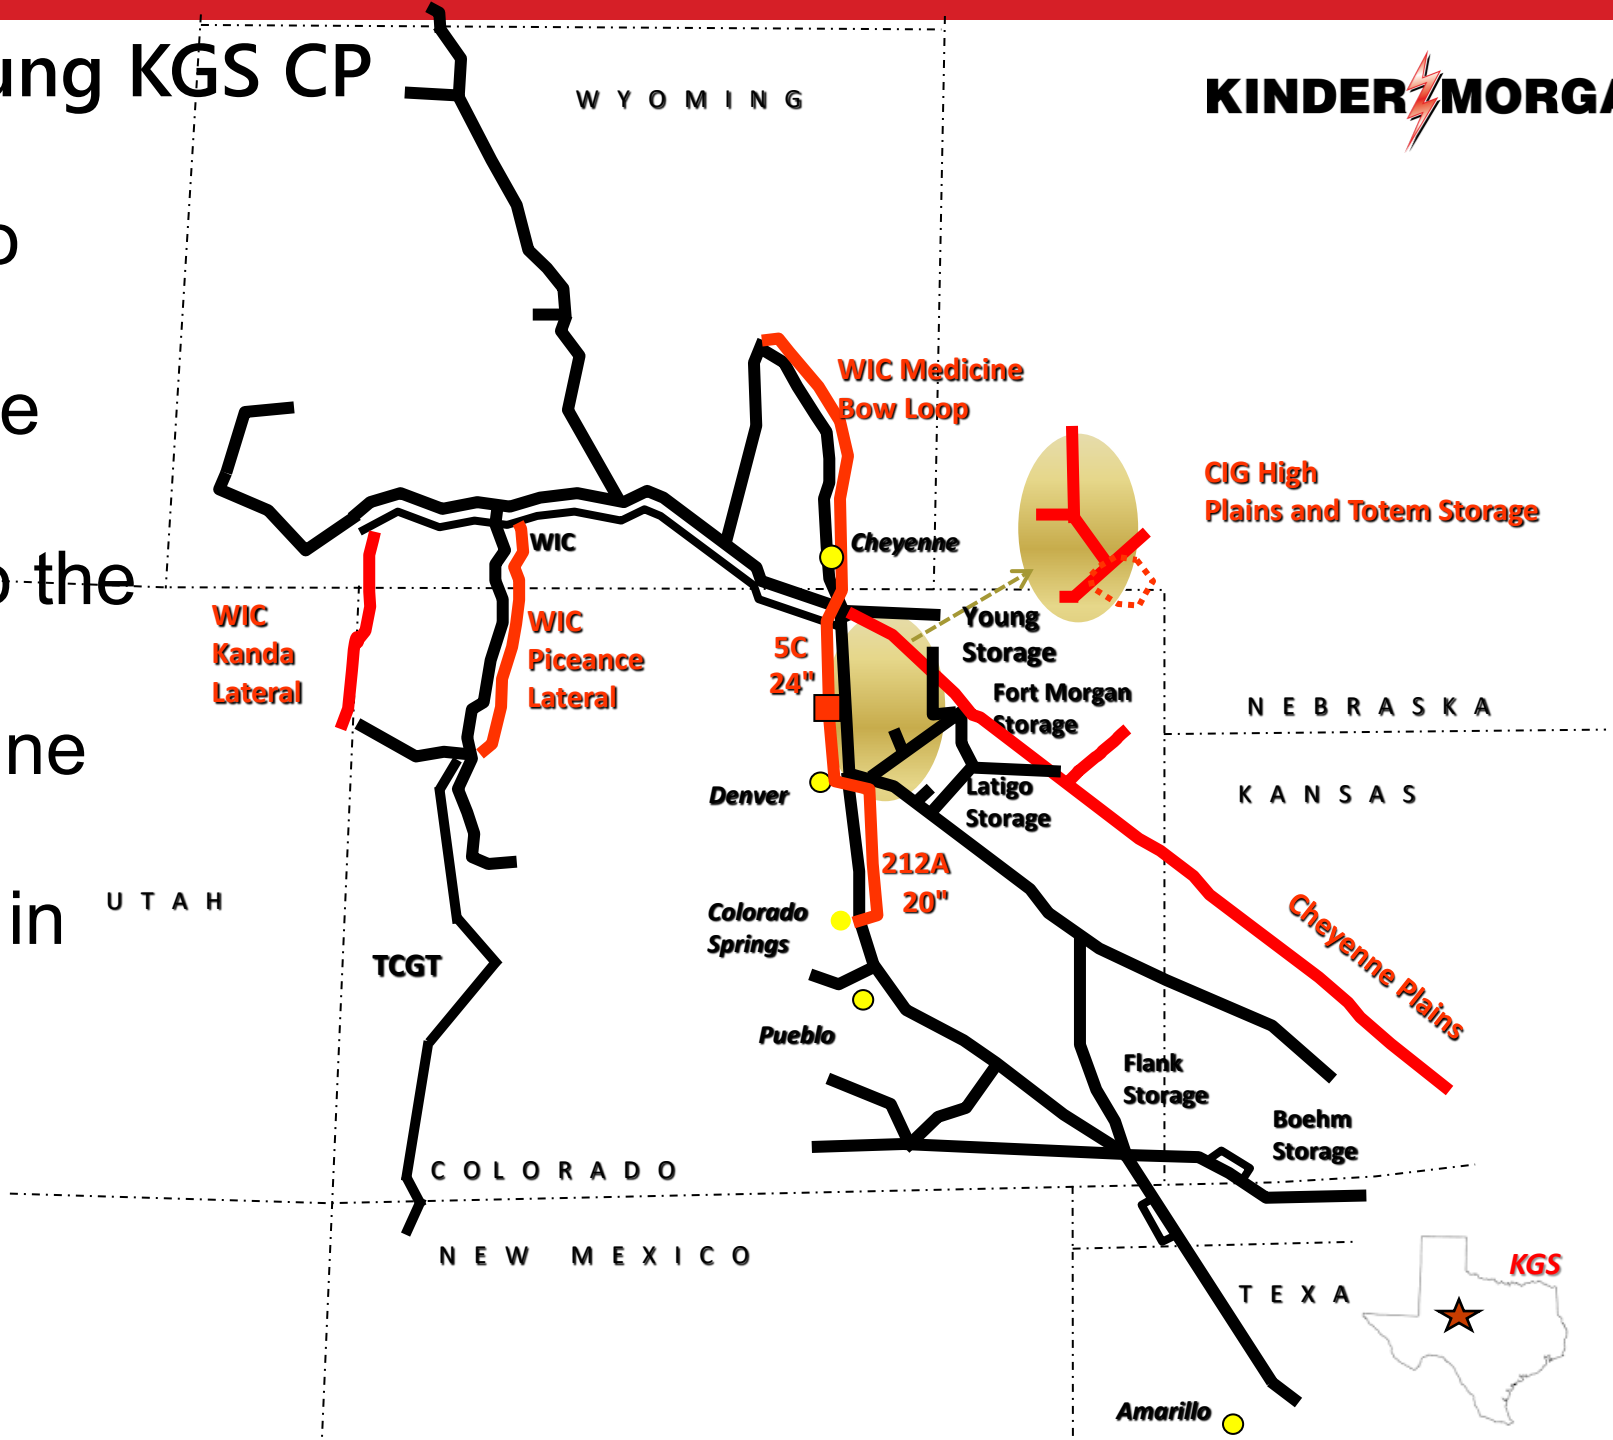 ung KGS CP
WYOMING
KINDER MORGA
o
e
o the
ne
in
WIC Medicine
Bow Loop
CIG High
Plains and Totem Storage
Cheyenne
WIC
WIC
Kanda
Lateral
WIC
Piceance
Lateral
5C
24"
Young
Storage
Fort Morgan
Storage
NEBRASKA
KANSAS
Denver
Latigo
Storage
212A
20"
UTAH
Colorado
Springs
TCGT
Cheyenne Plains
Pueblo
Flank
Storage
Boehm
Storage
COLORADO
NEW MEXICO
TEXA
KGS
Amarillo